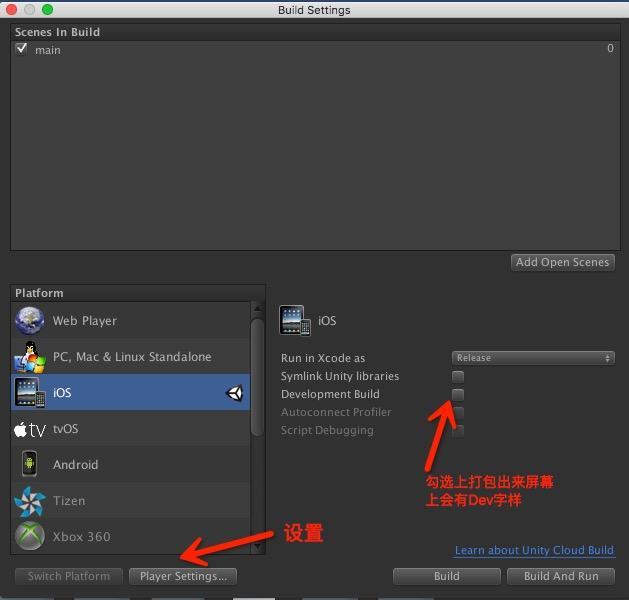 Build Settings
Scenes In Build
main 0
Add Open Scenes
Platform
Web Player
PC, Mac & Linux Standalone
iOS
tvOS
Android
Tizen
Xbox 360
iOS
Run in Xcode as Release
Symlink Unity libraries
Development Build
Autoconnect Profiler
Script Debugging
勾选上打包出来屏幕
上会有Dev字样
设置
Learn about Unity Cloud Build
Switch Platform
Player Settings...
Build
Build And Run